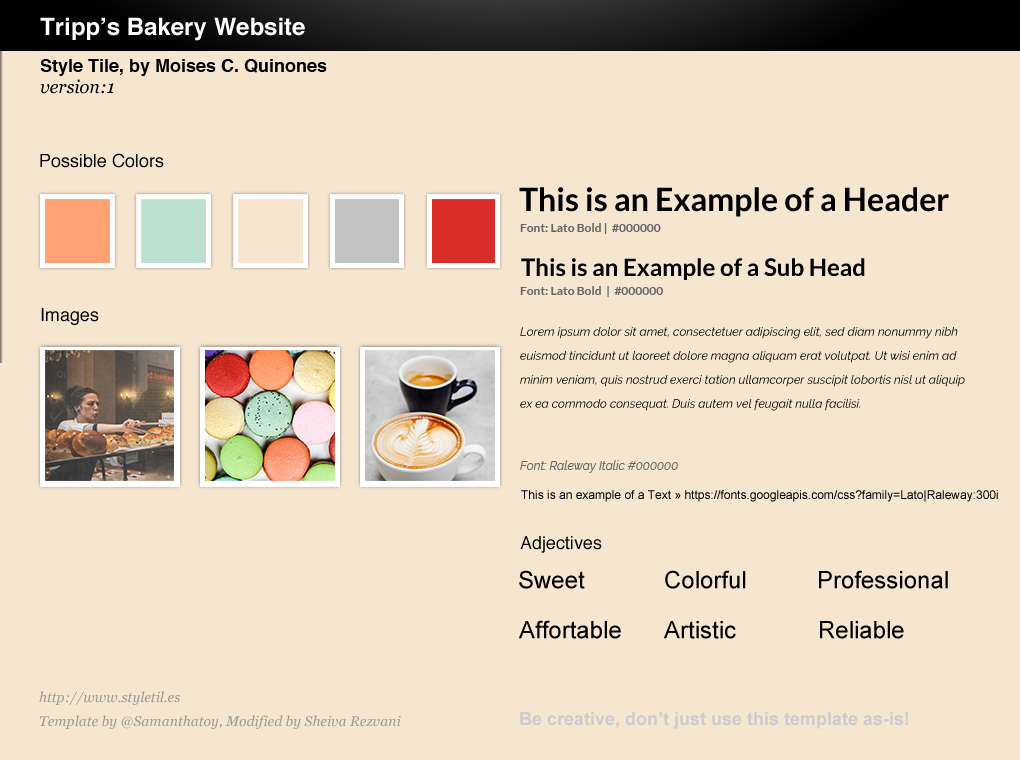 Tripp’s Bakery Website
Style Tile, by Moises C. Quinones
version:1
Possible Colors
Images
This is an Example of a Header
Font: Lato Bold | #000000
This is an Example of a Sub Head
Font: Lato Bold | #000000
Lorem ipsum dolor sit amet, consectetuer adipiscing elit, sed diam nonummy nibh
euismod tincidunt ut laoreet dolore magna aliquam erat volutpat. Ut wisi enim ad
minim veniam, quis nostrud exerci tation ullamcorper suscipit lobortis nisl ut aliquip
ex ea commodo consequat. Duis autem vel feugait nulla facilisi.
Font: Raleway Italic #000000
This is an example of a Text » https://fonts.googleapis.com/css?family=Lato|Raleway:300i
Adjectives
Sweet Colorful Professional
Affortable Artistic Reliable
http://www.styletil.es
Template by @Samanthatoy, Modified by Sheiva Rezvani
Be creative, don’t just use this template as-is!